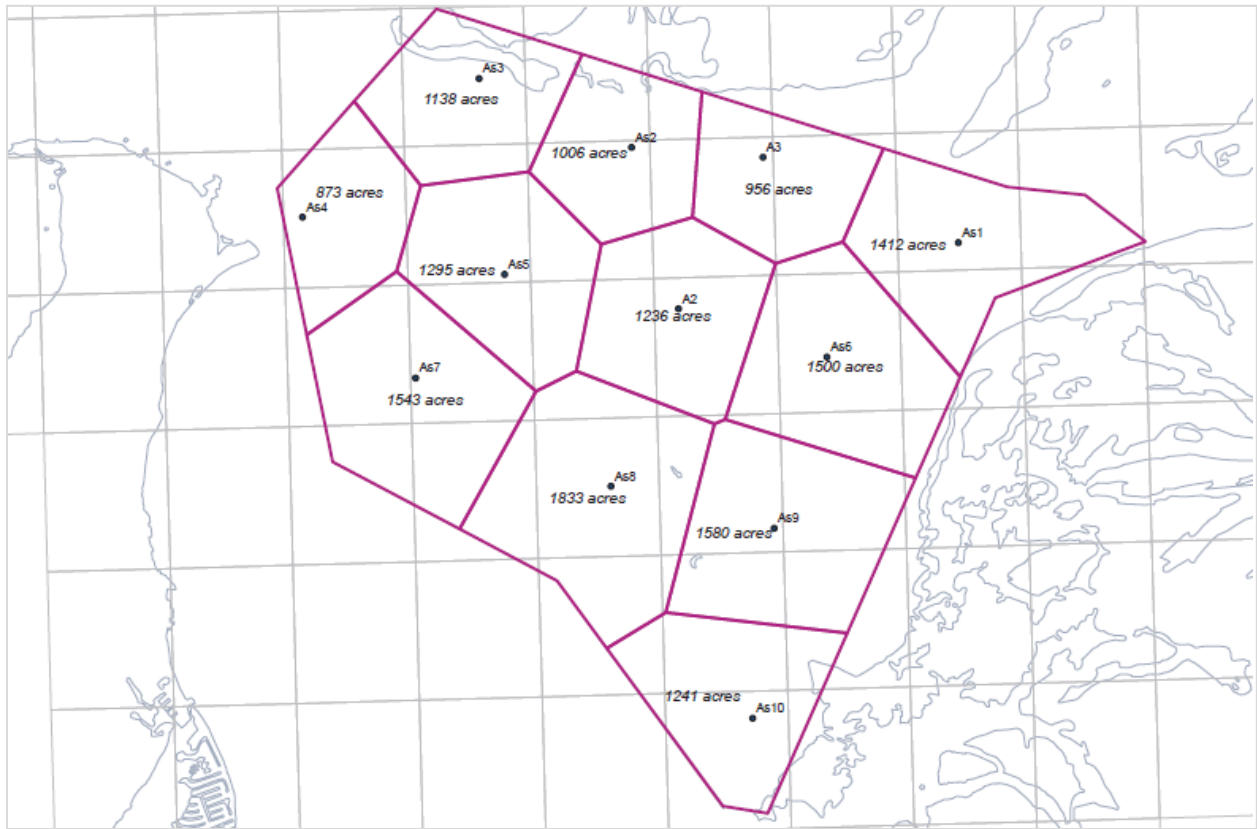 As3
1138 acres
As2
1006 acres
A3
956 acres
873 acres
As4
As1
1412 acres
As5
1295 acres
A2
1236 acres
As6
1500 acres
As7
1543 acres
As8
1833 acres
As9
1580 acres
1241 acres
As10